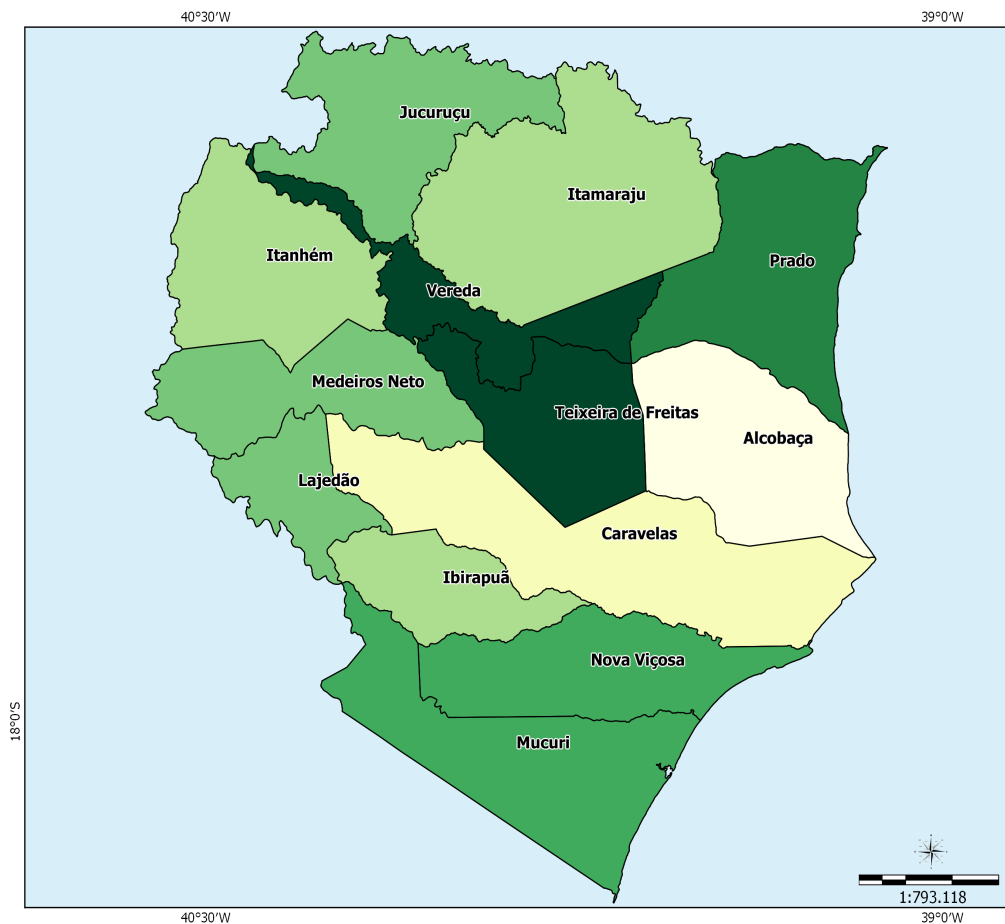 40°30'W
39°0'W
Jucuruçu
Itamaraju
Itanhém
Prado
Vereda
Medeiros Neto
Teixeira de Freitas
Alcobaça
Lajedão
Caravelas
Ibirapuã
Nova Viçosa
18°0'S
Mucuri
1:793.118
40°30'W
39°0'W